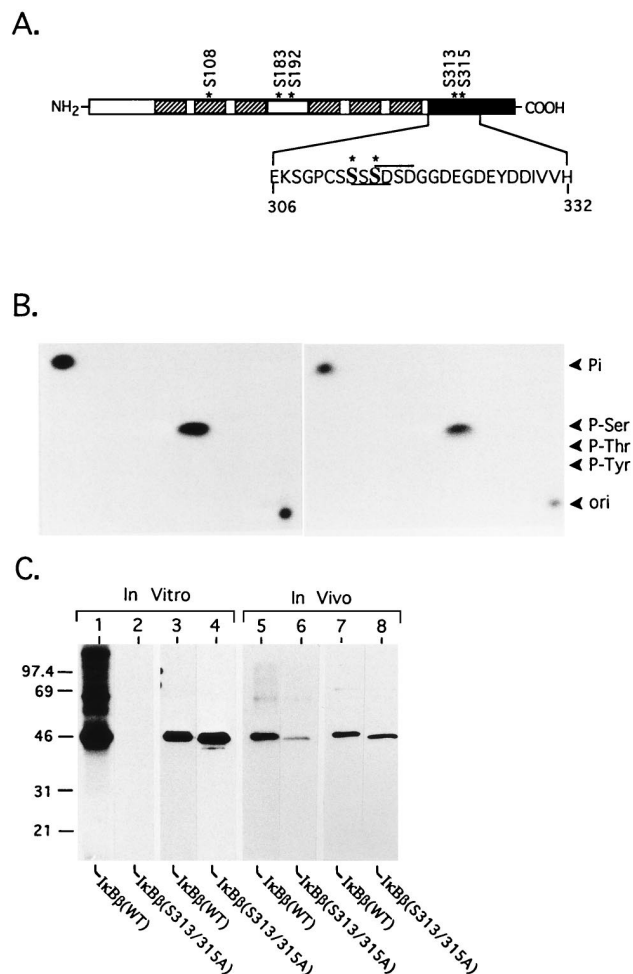 A.
S108
S183
S192
S313
S315
* * * * *
NH2 COOH
* *
EKSGPCSSSSDSDGGDEGDEYDDIVVH
306 332
B.
Pi
P-Ser
P-Thr
P-Tyr
ori
C.
In Vitro In Vivo
1 2 3 4 5 6 7 8
97.4
69
46
31
21
IκBβ(WT)
IκBβ(S313/315A)
IκBβ(WT)
IκBβ(S313/315A)
IκBβ(WT)
IκBβ(S313/315A)
IκBβ(WT)
IκBβ(S313/315A)